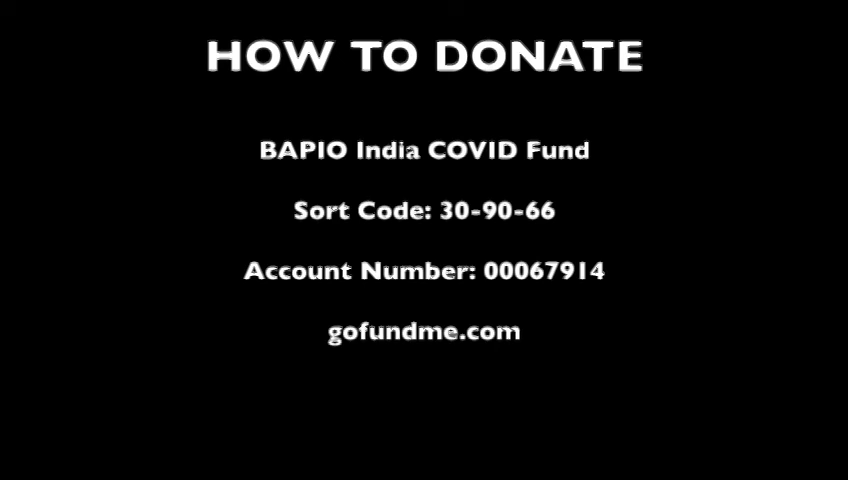 HOW TO DONATE
BAPIO India COVID Fund
Sort Code: 30-90-66
Account Number: 00067914
gofundme.com